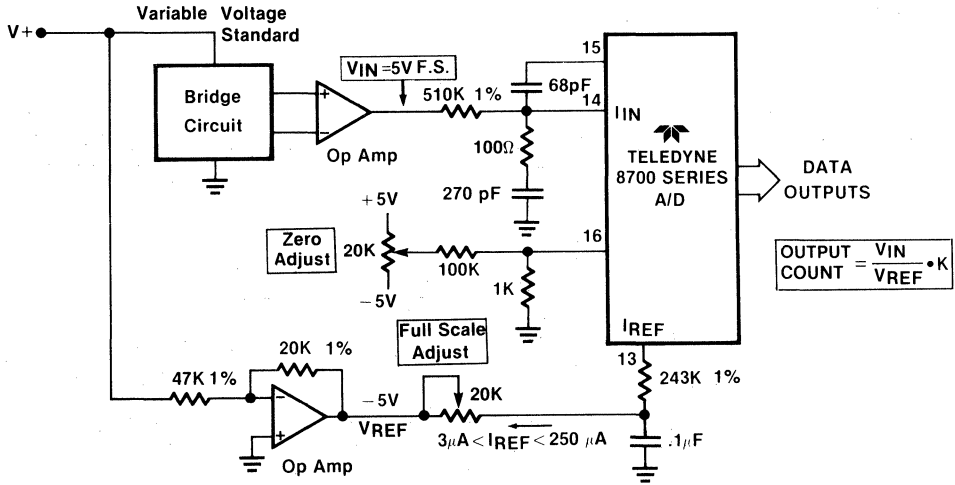 Variable Voltage
Standard
V+
Bridge
Circuit
+
−
Op Amp
VIN =5V F.S.
510K 1%
68pF
15
14
IIN
100Ω
270 pF
TELEDYNE
8700 SERIES
A/D
DATA
OUTPUTS
+5V
Zero
Adjust
20K
−5V
100K
16
1K
OUTPUT
COUNT = VIN / VREF • K
IREF
13
243K 1%
Full Scale
Adjust
20K 1%
47K 1%
−
+
Op Amp
−5V
VREF
20K
3μA < IREF < 250 μA
.1μF